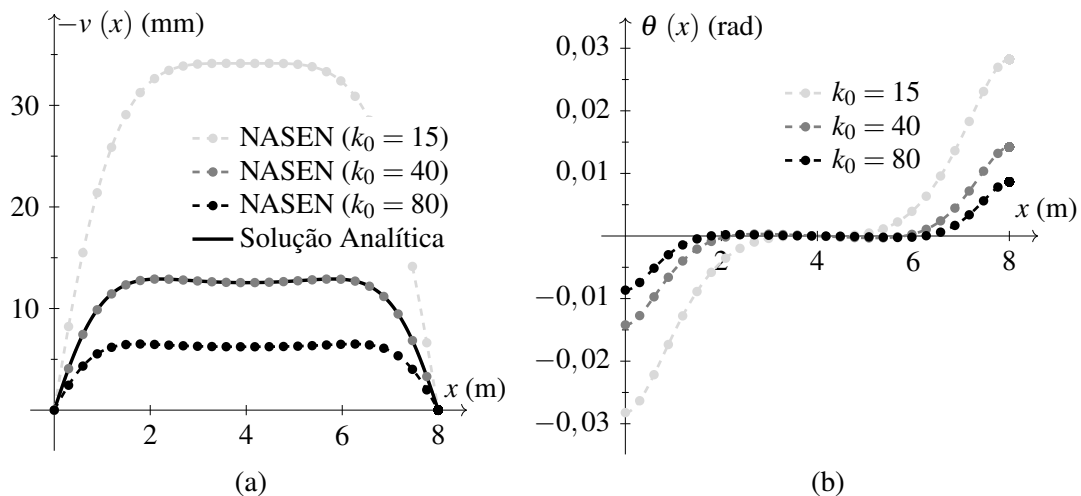 −v (x) (mm)
30
20
10
2
4
6
8
x (m)
NASEN (k₀ = 15)
NASEN (k₀ = 40)
NASEN (k₀ = 80)
Solução Analítica
(a)
θ (x) (rad)
0,03
0,02
0,01
−0,01
−0,02
−0,03
2
4
6
8
x (m)
k₀ = 15
k₀ = 40
k₀ = 80
(b)